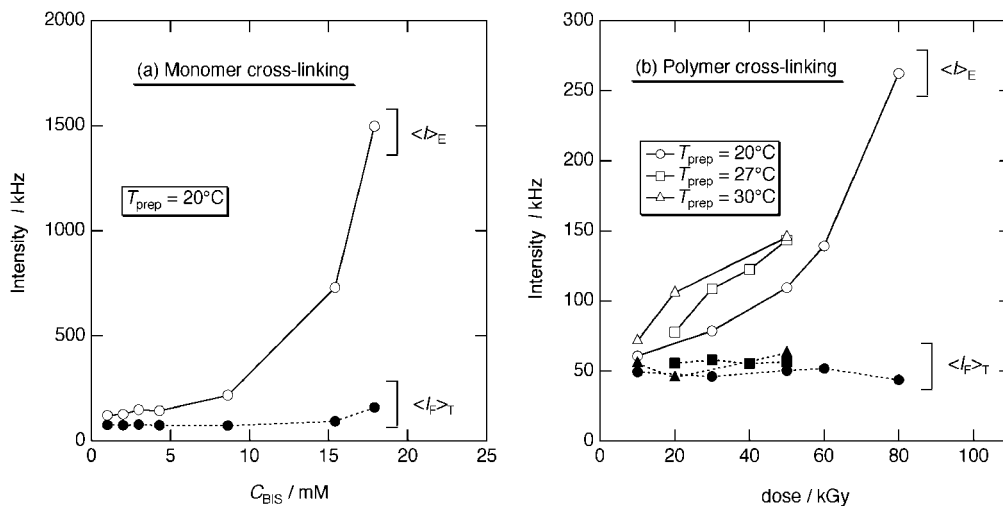 2000
1500
1000
500
0
0
5
10
15
20
25
Intensity / kHz
C_BIS / mM
(a) Monomer cross-linking
T_prep = 20°C
<I>_E
<I_F>_T
300
250
200
150
100
50
0
0
20
40
60
80
100
Intensity / kHz
dose / kGy
(b) Polymer cross-linking
T_prep = 20°C
T_prep = 27°C
T_prep = 30°C
<I>_E
<I_F>_T